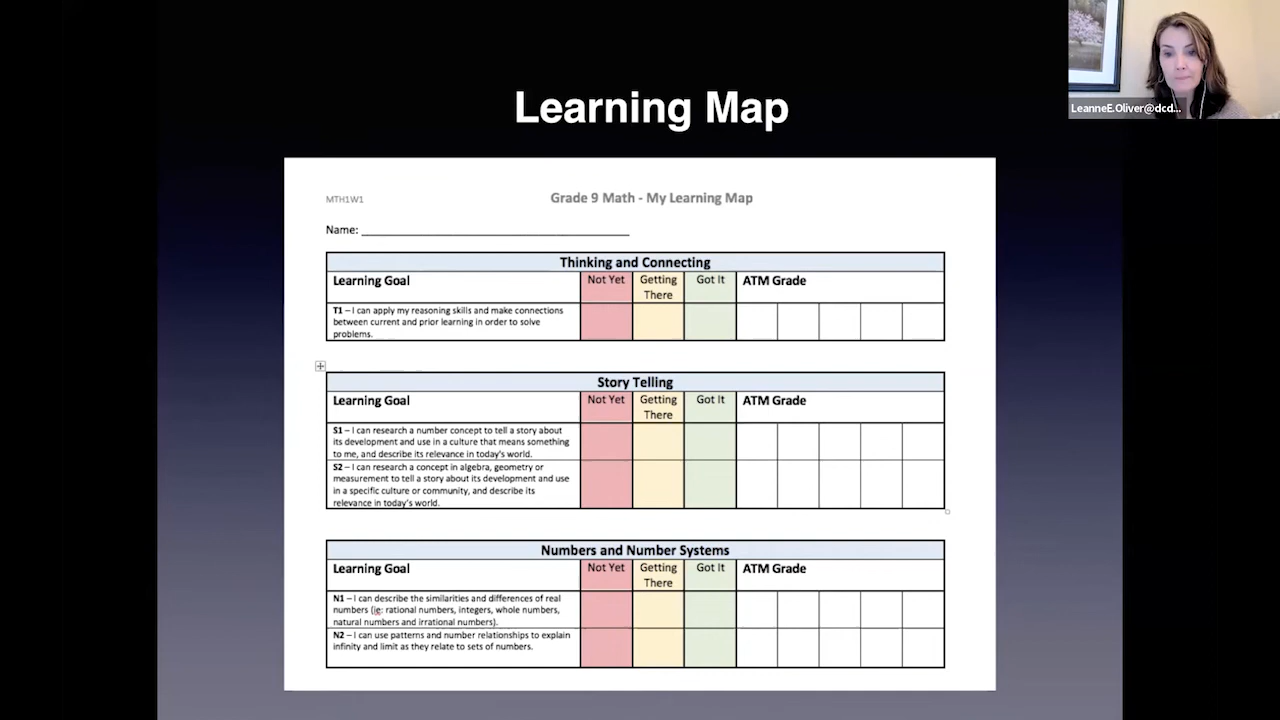 LeanneE.Oliver@dcd...
Learning Map
MTH1W1
Grade 9 Math - My Learning Map
Name: ___________________________________
Thinking and Connecting
Learning Goal Not Yet Getting There Got It ATM Grade
T1 – I can apply my reasoning skills and make connections
between current and prior learning in order to solve
problems.
Story Telling
Learning Goal Not Yet Getting There Got It ATM Grade
S1 – I can research a number concept to tell a story about
its development and use in a culture that means something
to me, and describe its relevance in today's world.
S2 – I can research a concept in algebra, geometry or
measurement to tell a story about its development and use
in a specific culture or community, and describe its
relevance in today's world.
Numbers and Number Systems
Learning Goal Not Yet Getting There Got It ATM Grade
N1 – I can describe the similarities and differences of real
numbers (ie: rational numbers, integers, whole numbers,
natural numbers and irrational numbers).
N2 – I can use patterns and number relationships to explain
infinity and limit as they relate to sets of numbers.